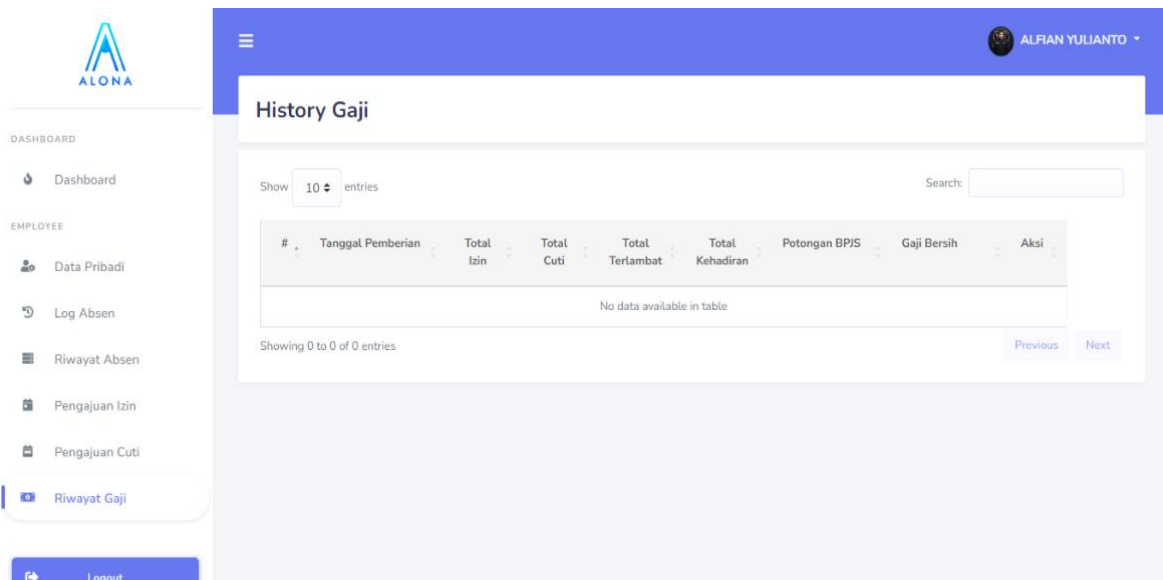 ALONA
DASHBOARD
Dashboard
EMPLOYEE
Data Pribadi
Log Absen
Riwayat Absen
Pengajuan Izin
Pengajuan Cuti
Riwayat Gaji
Logout
ALFIAN YULIANTO
History Gaji
Show 10 entries
Search:
# Tanggal Pemberian Total Izin Total Cuti Total Terlambat Total Kehadiran Potongan BPJS Gaji Bersih Aksi
No data available in table
Showing 0 to 0 of 0 entries
Previous Next